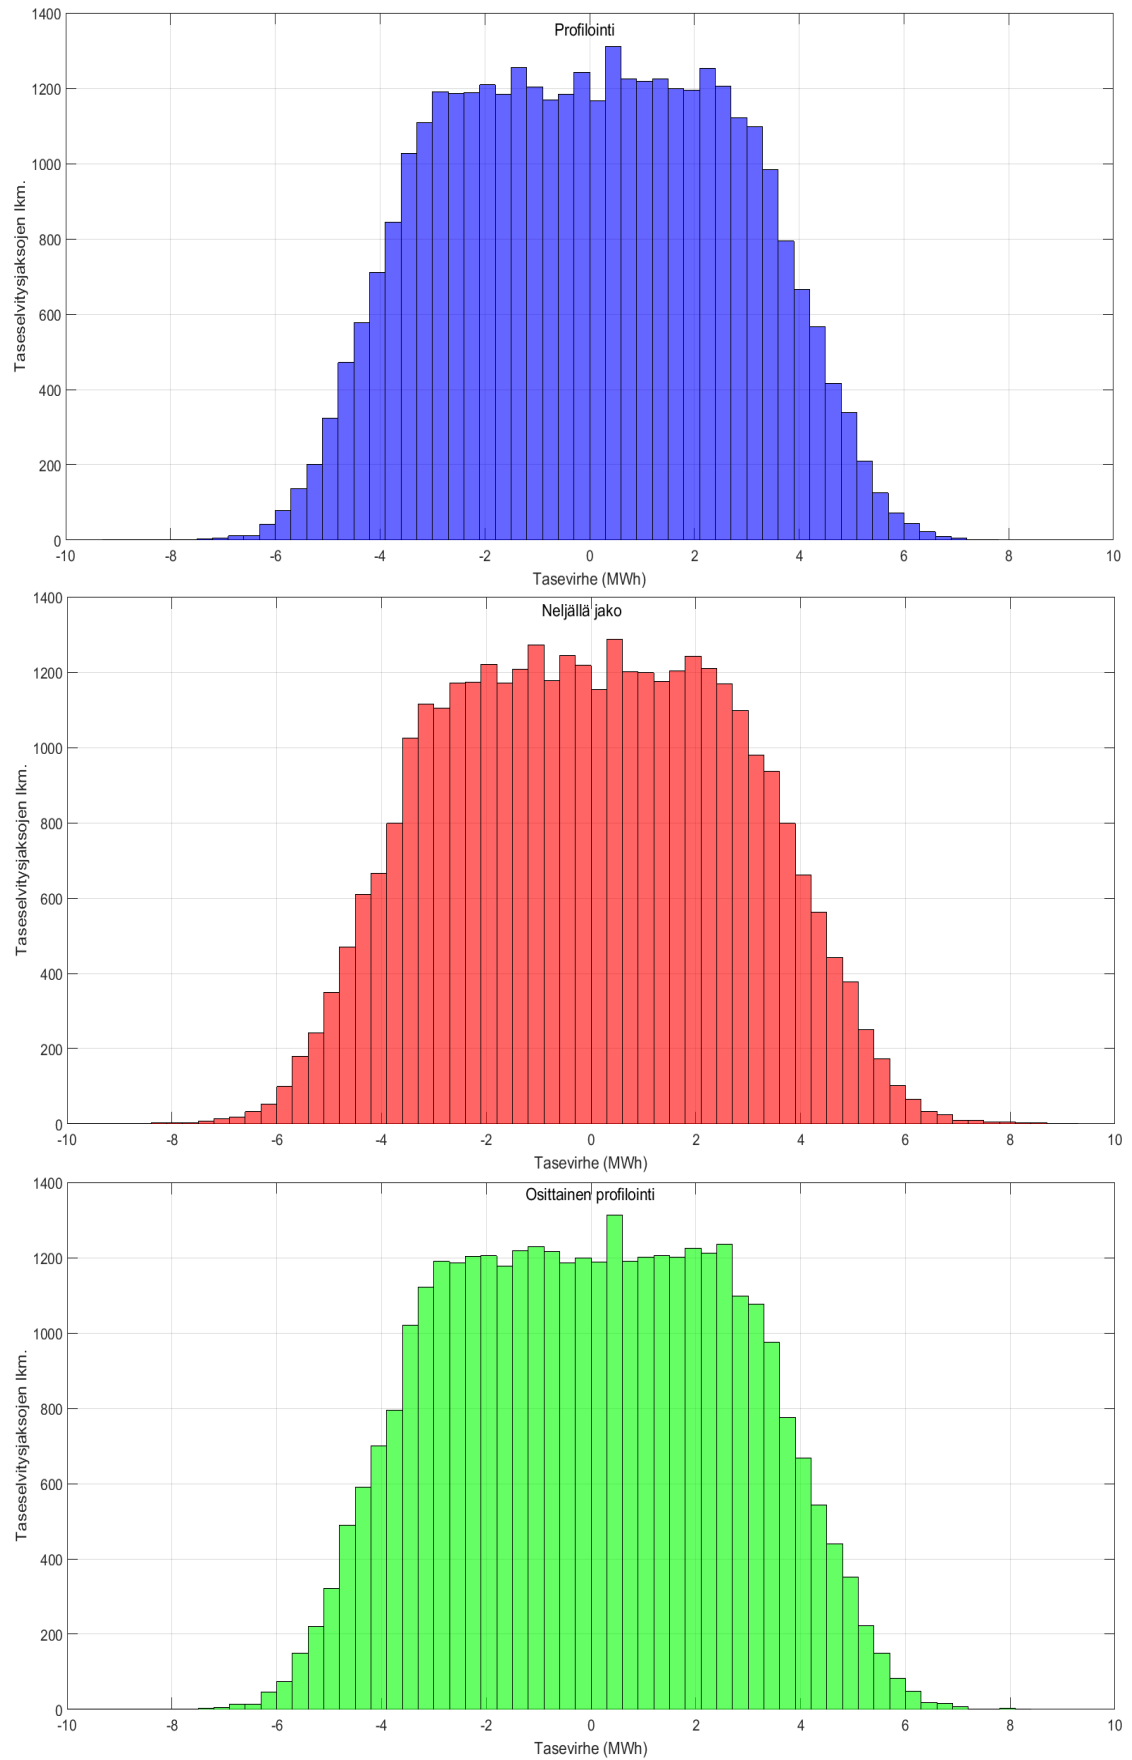 Profilointi
1400
1200
1000
800
600
400
200
0
Taseselvitysjaksojen lkm.
-10 -8 -6 -4 -2 0 2 4 6 8 10
Tasevirhe (MWh)
Neljällä jako
1400
1200
1000
800
600
400
200
0
Taseselvitysjaksojen lkm.
-10 -8 -6 -4 -2 0 2 4 6 8 10
Tasevirhe (MWh)
Osittainen profilointi
1400
1200
1000
800
600
400
200
0
Taseselvitysjaksojen lkm.
-10 -8 -6 -4 -2 0 2 4 6 8 10
Tasevirhe (MWh)